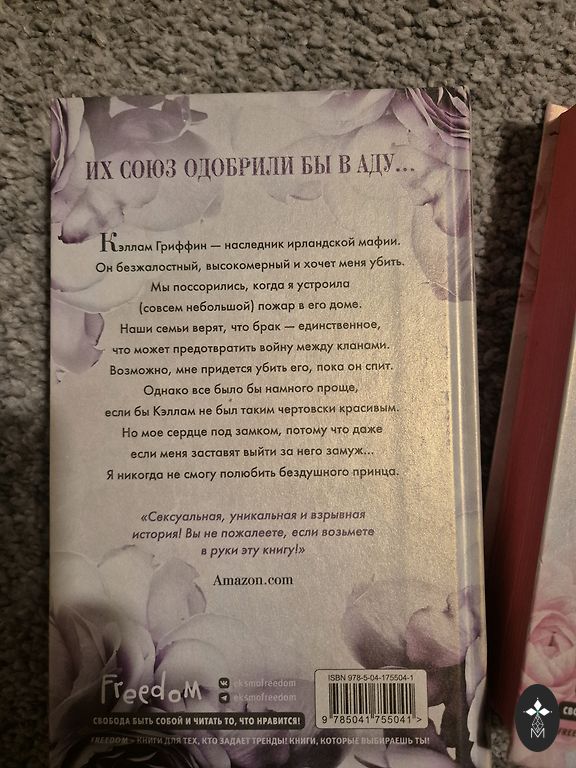 ИХ СОЮЗ ОДОБРИЛИ БЫ В АДУ...
Кэллам Гриффин — наследник ирландской мафии.
Он безжалостный, высокомерный и хочет меня убить.
Мы поссорились, когда я устроила
(совсем небольшой) пожар в его доме.
Наши семьи верят, что брак — единственное,
что может предотвратить войну между кланами.
Возможно, мне придется убить его, пока он спит.
Однако все было бы намного проще,
если бы Кэллам не был таким чертовски красивым.
Но мое сердце под замком, потому что даже
если меня заставят выйти за него замуж...
Я никогда не смогу полюбить бездушного принца.
«Сексуальная, уникальная и взрывная
история! Вы не пожалеете, если возьмете
в руки эту книгу!»
Amazon.com
Freedom
eksmofreedom
eksmofreedom
СВОБОДА БЫТЬ СОБОЙ И ЧИТАТЬ ТО, ЧТО НРАВИТСЯ!
FREEDOM – КНИГИ ДЛЯ ТЕХ, КТО ЗАДАЕТ ТРЕНДЫ! КНИГИ, КОТОРЫЕ ВЫБИРАЕШЬ ТЫ!
ISBN 978-5-04-175504-1
9 785041 755041 >
СВО